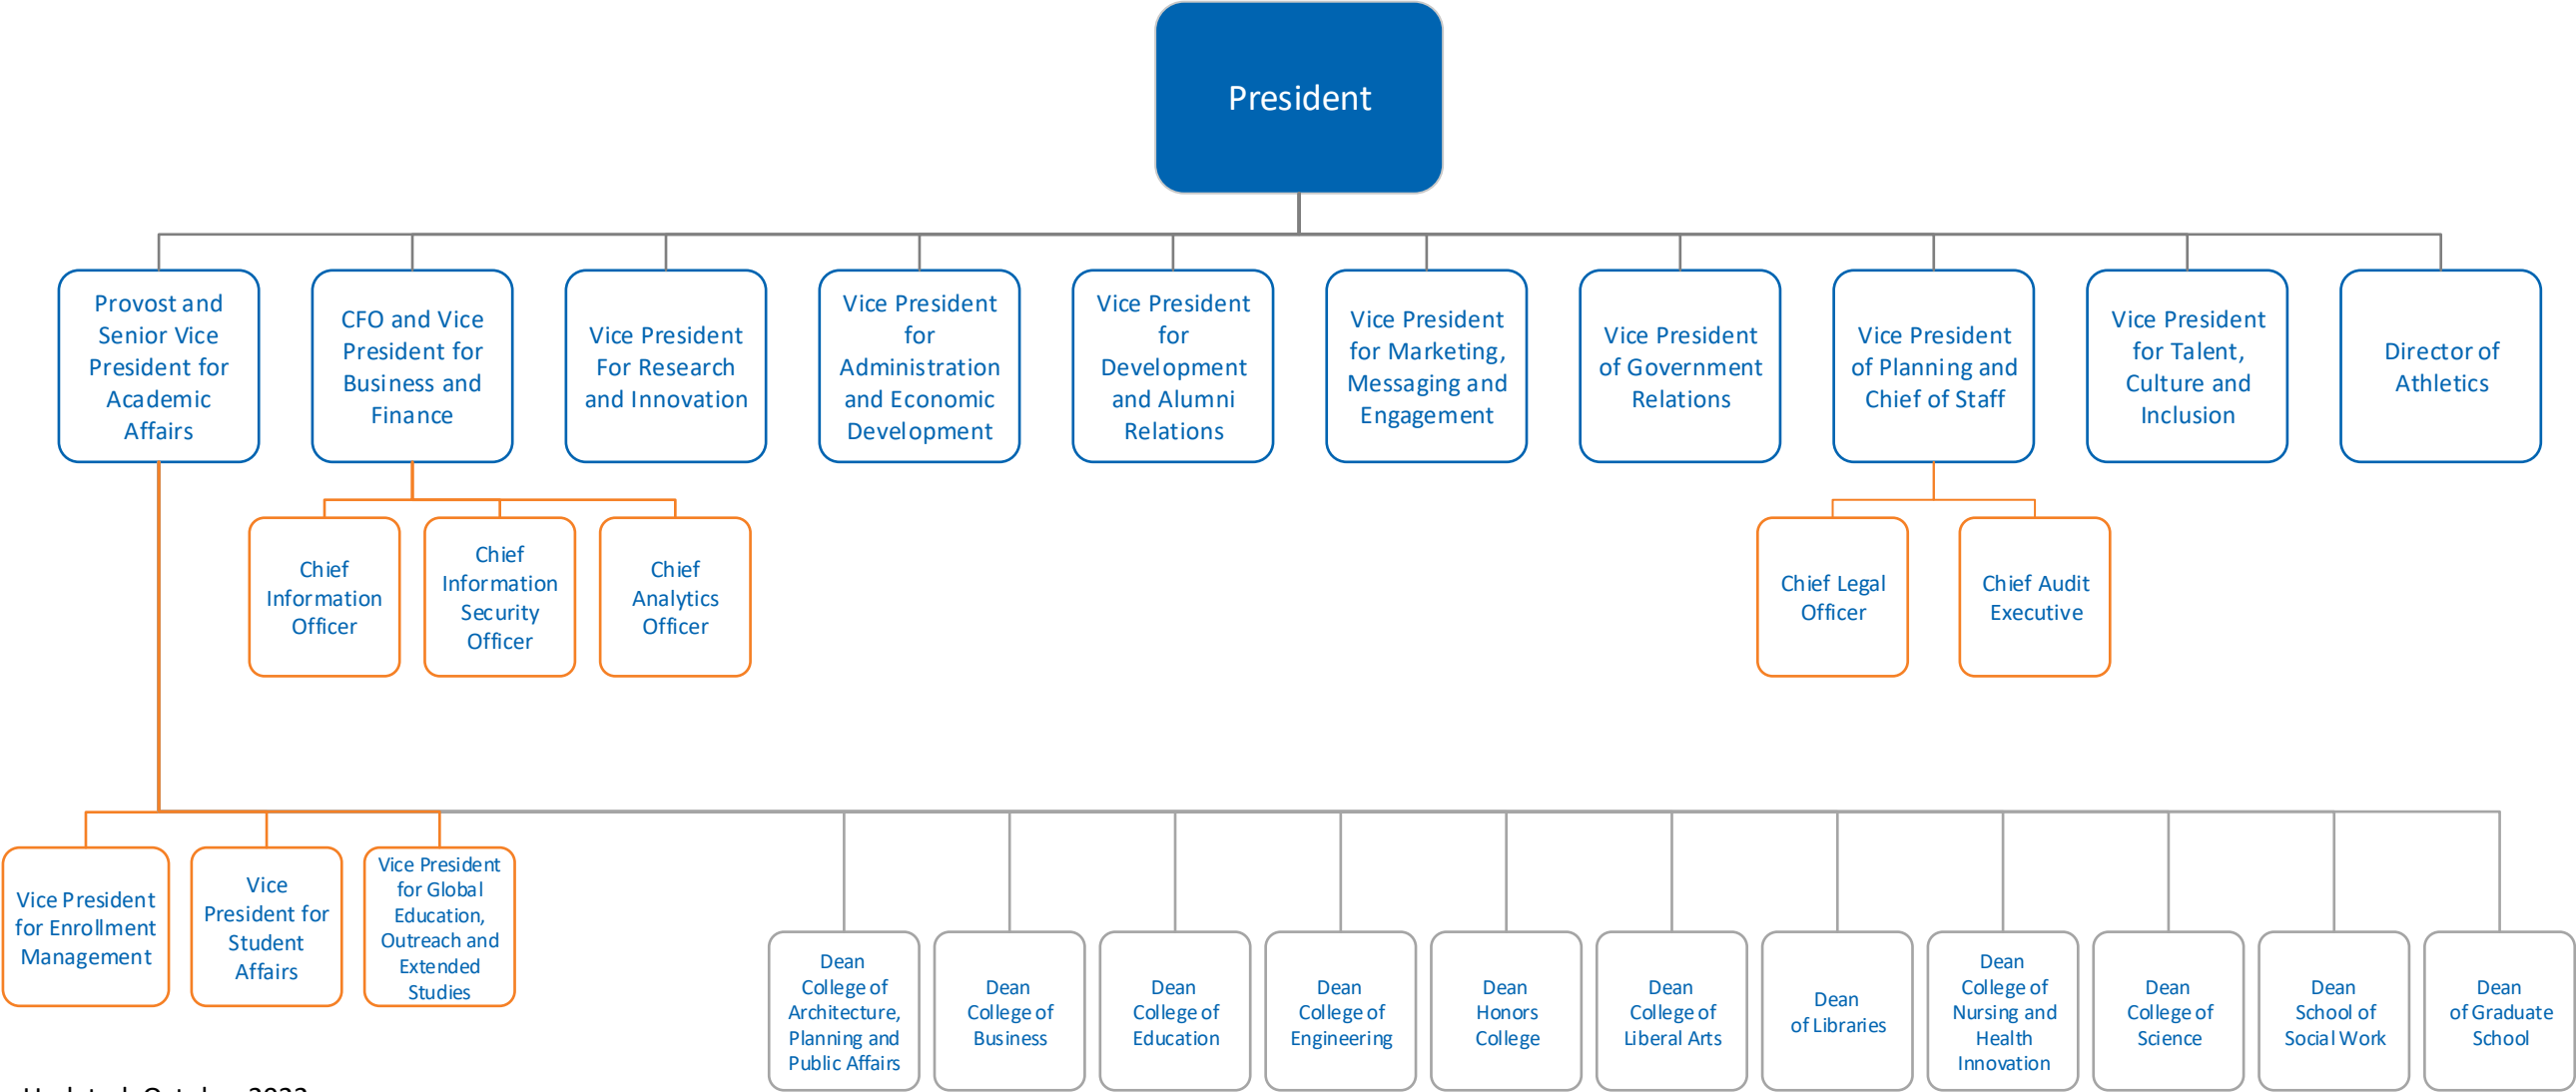 President
Provost and
Senior Vice
President for
Academic
Affairs
CFO and Vice
President for
Business and
Finance
Vice President
For Research
and Innovation
Vice President
for
Administration
and Economic
Development
Vice President
for
Development
and Alumni
Relations
Vice President
for Marketing,
Messaging and
Engagement
Vice President
of Government
Relations
Vice President
of Planning and
Chief of Staff
Vice President
for Talent,
Culture and
Inclusion
Director of
Athletics
Chief
Information
Officer
Chief
Information
Security
Officer
Chief
Analytics
Officer
Chief Legal
Officer
Chief Audit
Executive
Vice President
for Enrollment
Management
Vice
President for
Student
Affairs
Vice President
for Global
Education,
Outreach and
Extended
Studies
Dean
College of
Architecture,
Planning and
Public Affairs
Dean
College of
Business
Dean
College of
Education
Dean
College of
Engineering
Dean
Honors
College
Dean
College of
Liberal Arts
Dean
of Libraries
Dean
College of
Nursing and
Health
Innovation
Dean
College of
Science
Dean
School of
Social Work
Dean
of Graduate
School